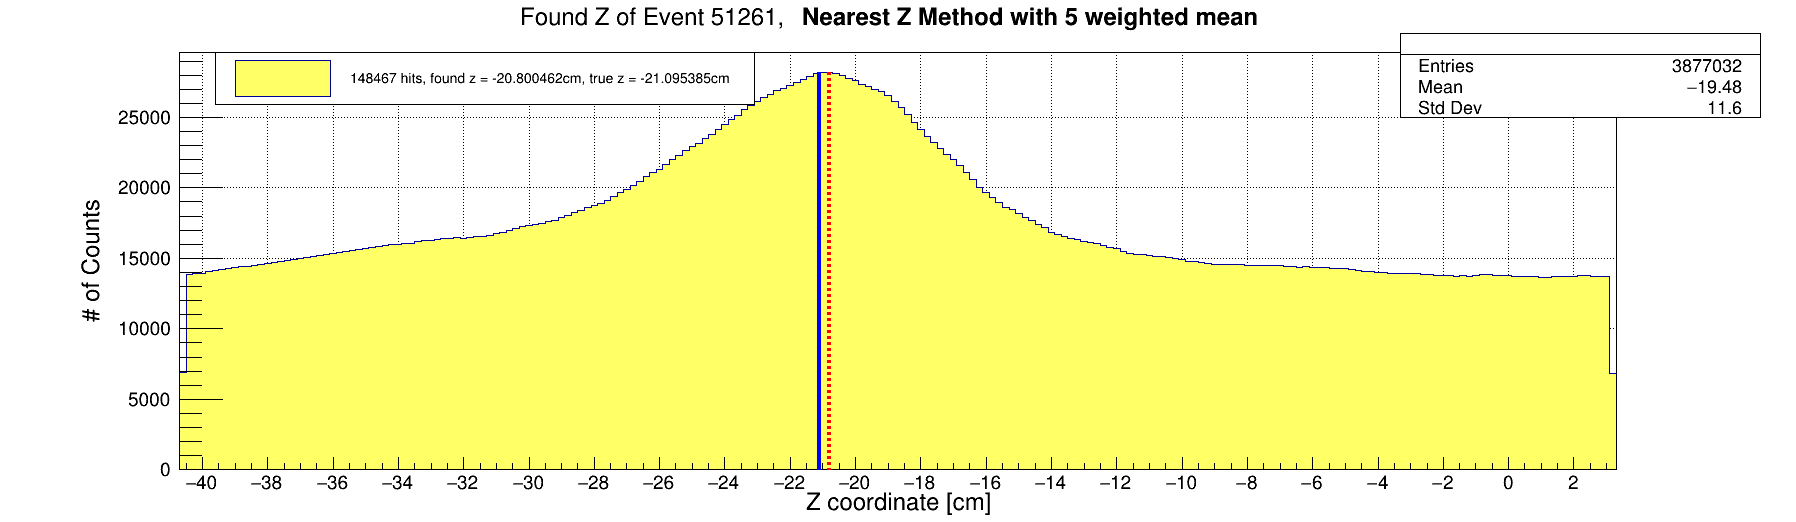 Found Z of Event 51261, Nearest Z Method with 5 weighted mean
148467 hits, found z = -20.800462cm, true z = -21.095385cm
Entries 3877032
Mean −19.48
Std Dev 11.6
# of Counts
25000
20000
15000
10000
5000
0
−40 −38 −36 −34 −32 −30 −28 −26 −24 −22 −20 −18 −16 −14 −12 −10 −8 −6 −4 −2 0 2
Z coordinate [cm]